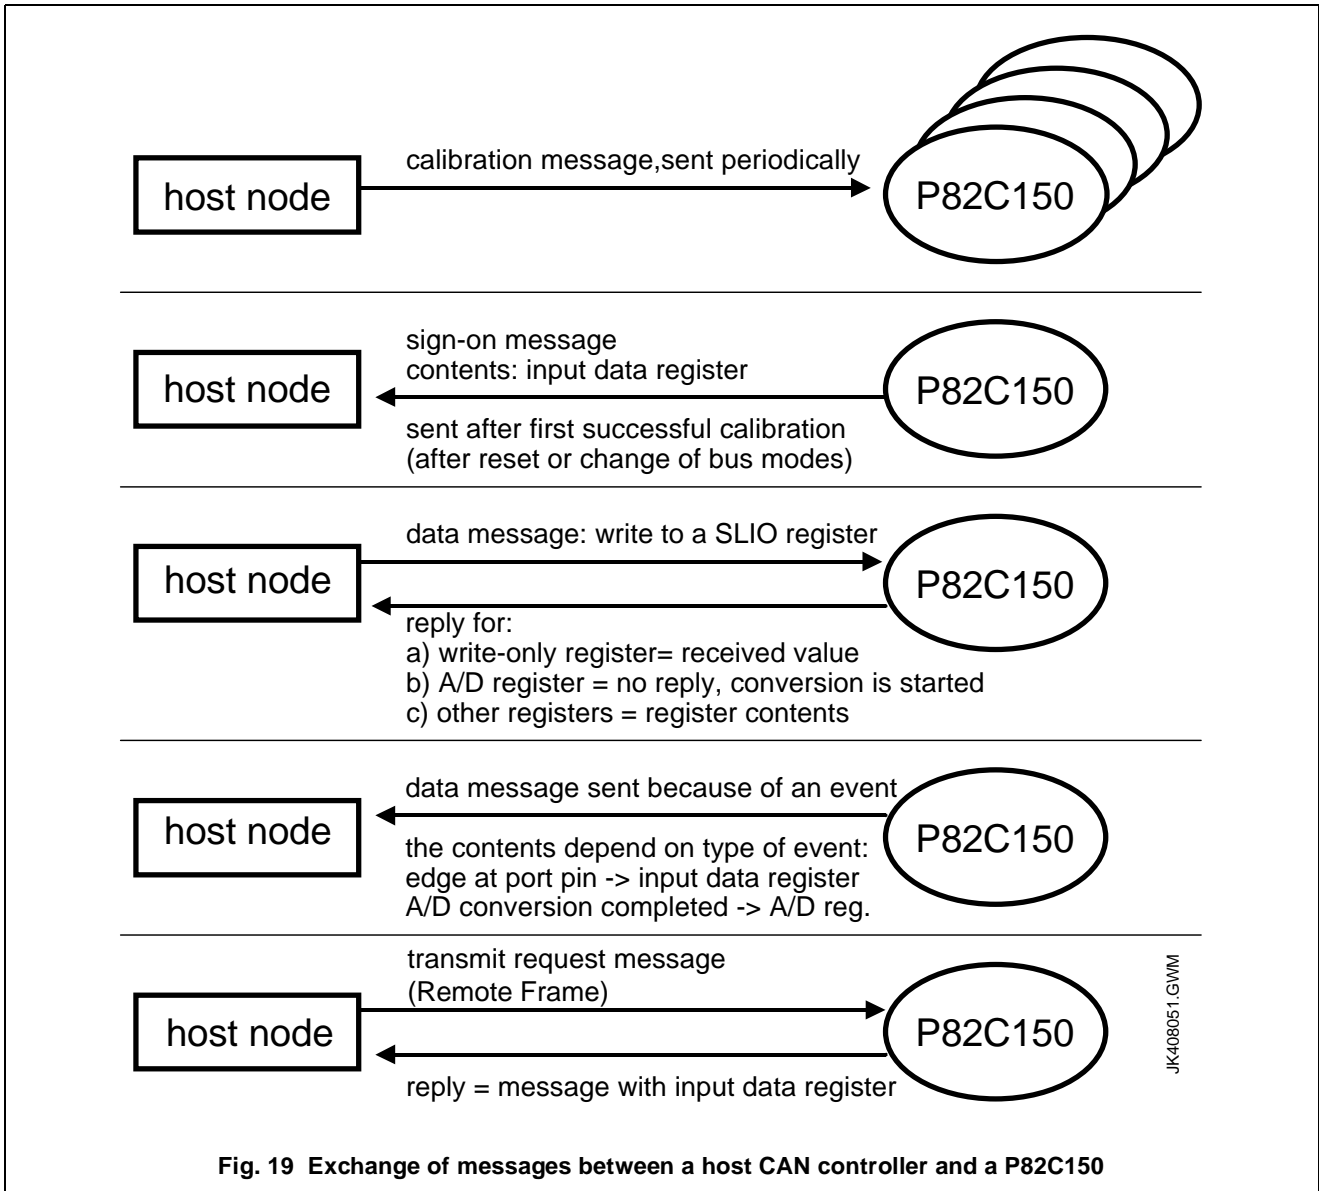 calibration message,sent periodically
host node
P82C150
sign-on message
contents: input data register
host node
P82C150
sent after first successful calibration
(after reset or change of bus modes)
data message: write to a SLIO register
host node
P82C150
reply for:
a) write-only register= received value
b) A/D register = no reply, conversion is started
c) other registers = register contents
data message sent because of an event
host node
P82C150
the contents depend on type of event:
edge at port pin -> input data register
A/D conversion completed -> A/D reg.
transmit request message
(Remote Frame)
host node
P82C150
reply = message with input data register
JK408051.GWM
Fig. 19 Exchange of messages between a host CAN controller and a P82C150